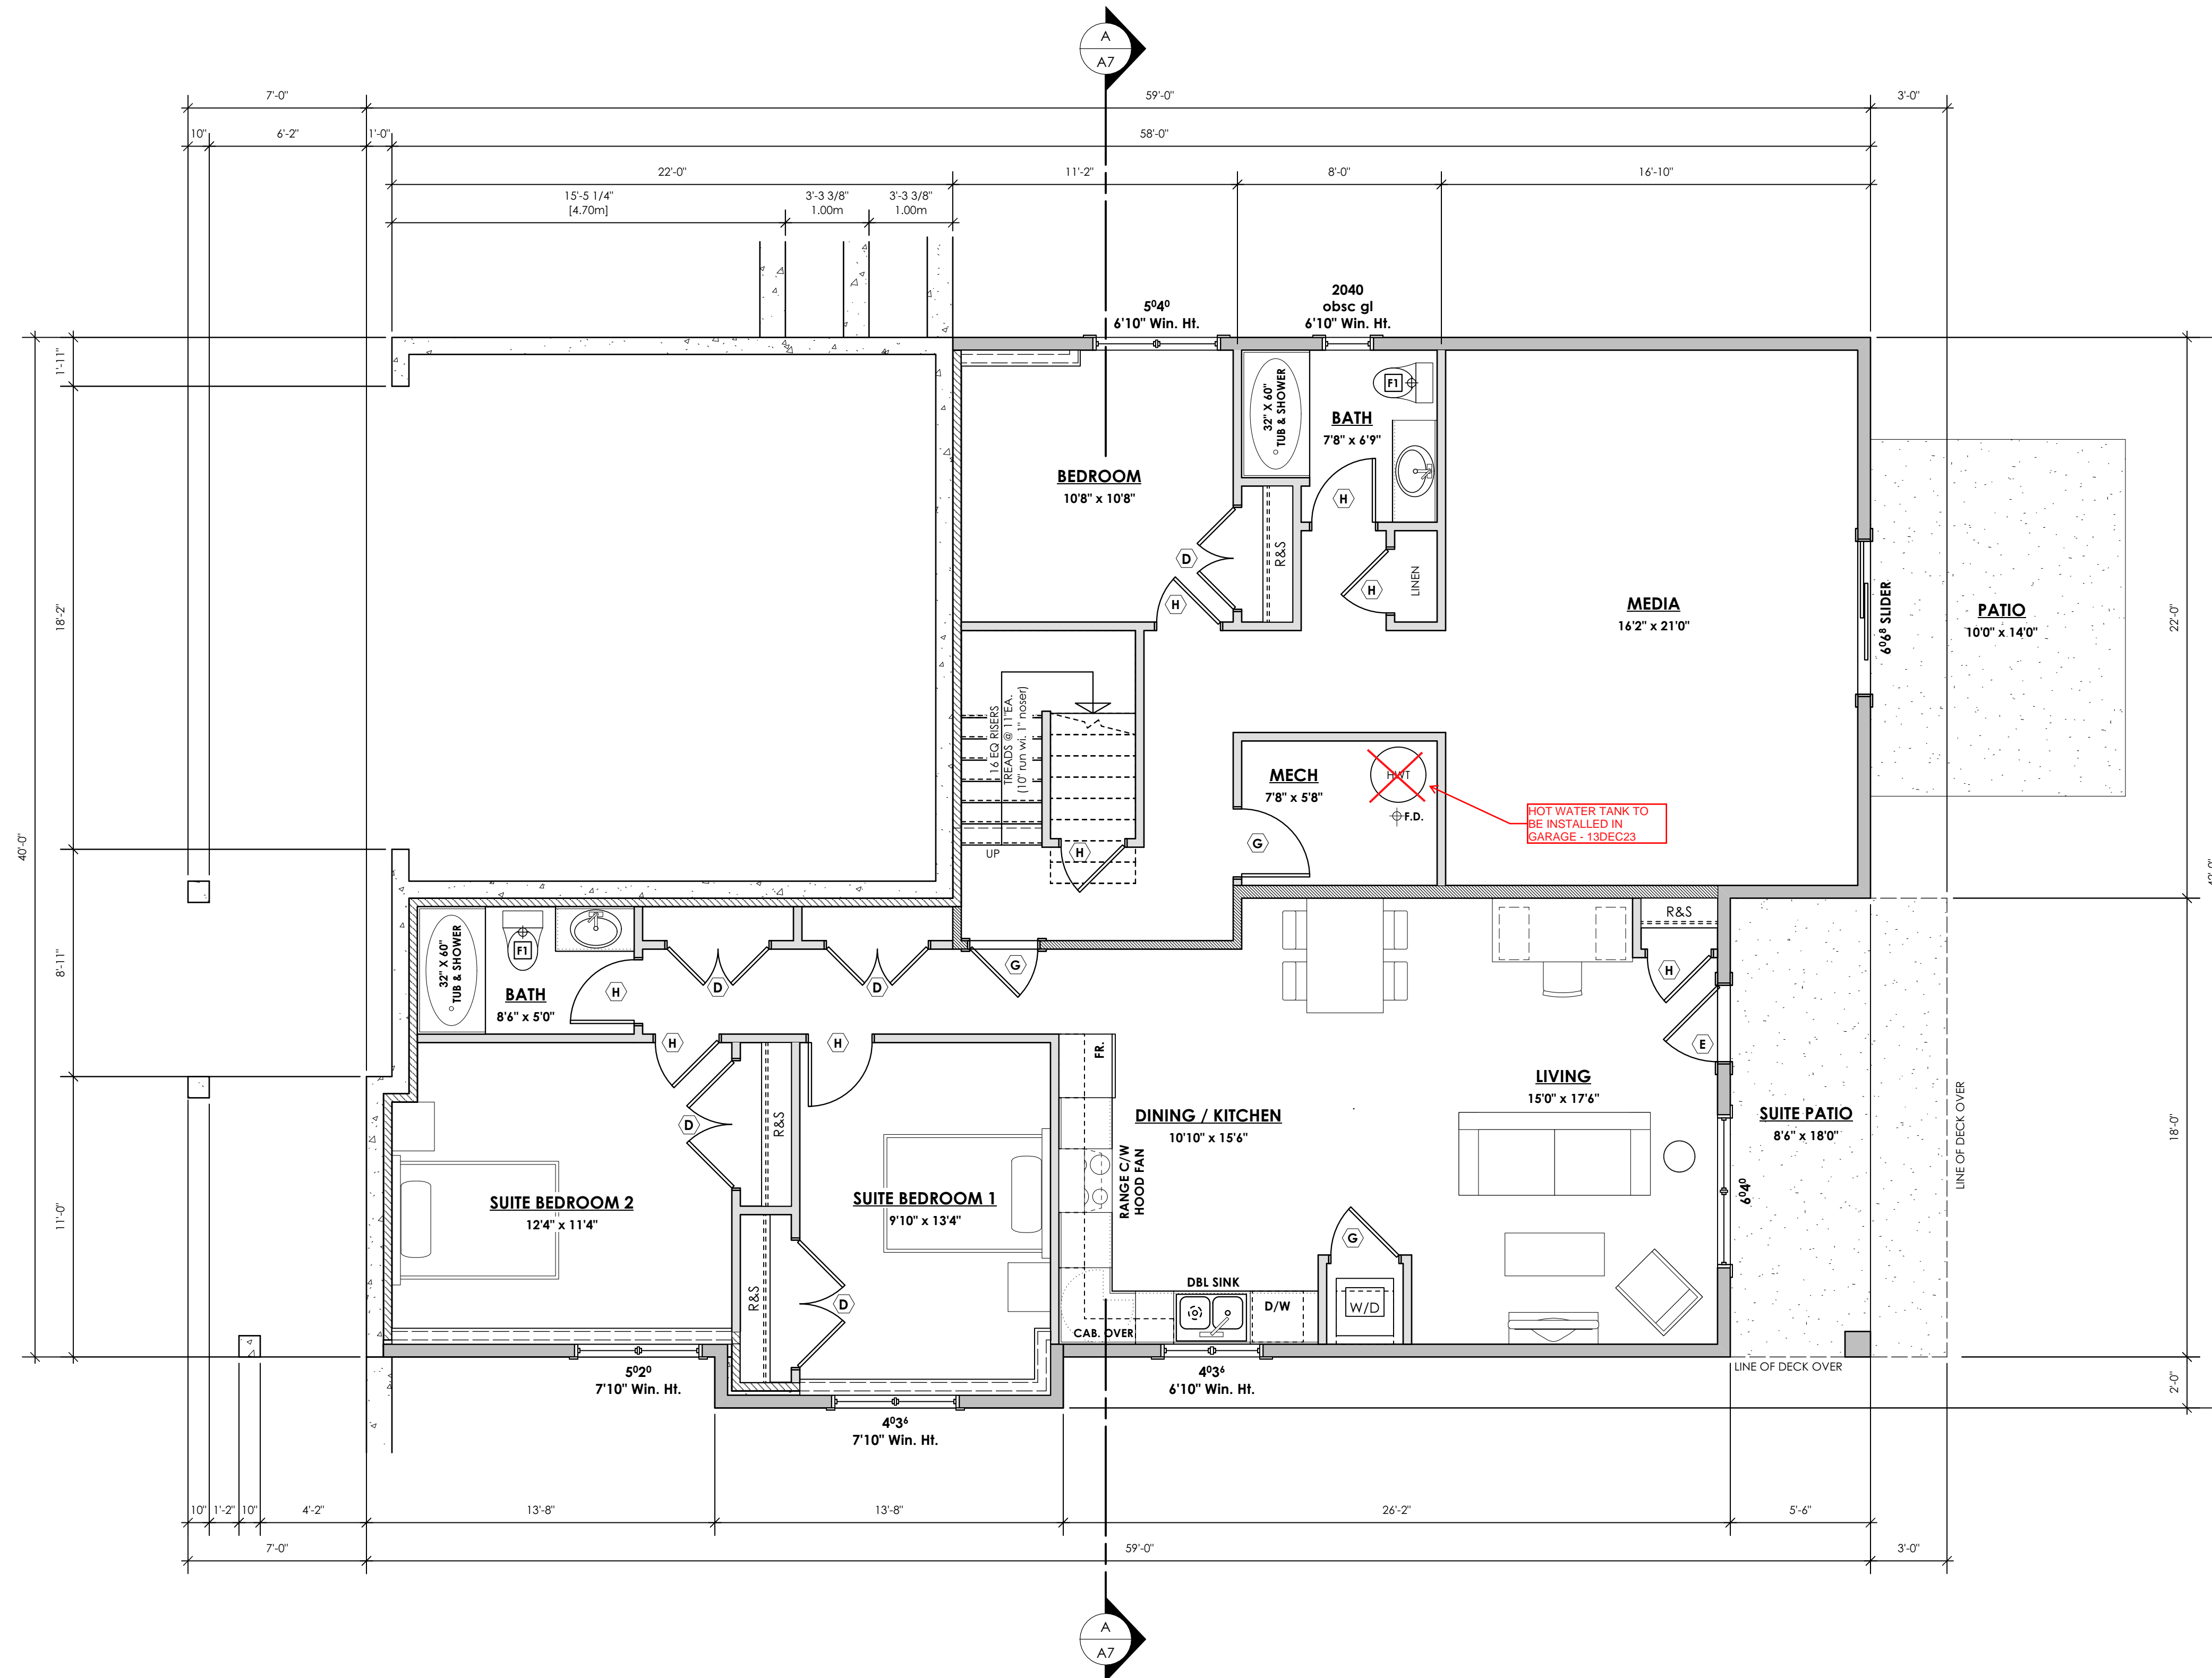 A
A7
7'-0"
59'-0"
3'-0"
10"
6'-2"
1'-0"
58'-0"
22'-0"
11'-2"
8'-0"
16'-10"
15'-5 1/4"
[4.70m]
3'-3 3/8"
1.00m
3'-3 3/8"
1.00m
5⁰4⁰
6'10" Win. Ht.
2040
obsc gl
6'10" Win. Ht.
1'-11"
18'-2"
40'-0"
8'-11"
11'-0"
32" X 60"
TUB & SHOWER
F1
BATH
7'8" x 6'9"
BEDROOM
10'8" x 10'8"
H
D
R&S
H
LINEN
H
MEDIA
16'2" x 21'0"
6⁰6⁸ SLIDER
PATIO
10'0" x 14'0"
22'-0"
16 EQ RISERS
TREADS @ 11"EA.
(10" run wi. 1" noser)
UP
H
MECH
7'8" x 5'8"
HWT
F.D.
G
HOT WATER TANK TO
BE INSTALLED IN
GARAGE - 13DEC23
42'-0"
32" X 60"
TUB & SHOWER
F1
BATH
8'6" x 5'0"
H
D
D
G
R&S
H
E
H
H
FR.
DINING / KITCHEN
10'10" x 15'6"
LIVING
15'0" x 17'6"
SUITE PATIO
8'6" x 18'0"
LINE OF DECK OVER
18'-0"
D
R&S
RANGE C/W
HOOD FAN
SUITE BEDROOM 2
12'4" x 11'4"
SUITE BEDROOM 1
9'10" x 13'4"
6⁰4⁰
G
R&S
D
DBL SINK
D/W
W/D
CAB. OVER
LINE OF DECK OVER
5⁰2⁰
7'10" Win. Ht.
4⁰3⁶
6'10" Win. Ht.
4⁰3⁶
7'10" Win. Ht.
2'-0"
10"
1'-2"
10"
4'-2"
13'-8"
13'-8"
26'-2"
5'-6"
7'-0"
59'-0"
3'-0"
A
A7